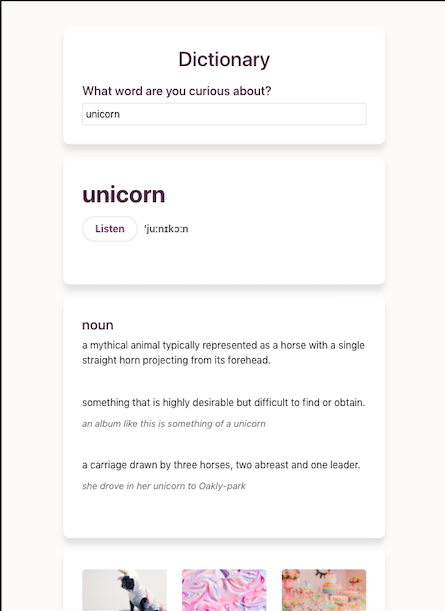 Dictionary
What word are you curious about?
unicorn
unicorn
Listen
'juːnɪkɔːn
noun
a mythical animal typically represented as a horse with a single
straight horn projecting from its forehead.
something that is highly desirable but difficult to find or obtain.
an album like this is something of a unicorn
a carriage drawn by three horses, two abreast and one leader.
she drove in her unicorn to Oakly-park